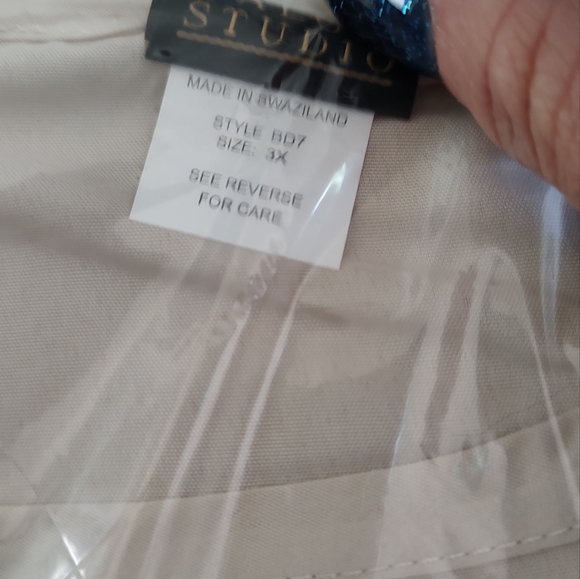 STUDIO
MADE IN SWAZILAND
STYLE BD7
SIZE: 3X
SEE REVERSE
FOR CARE